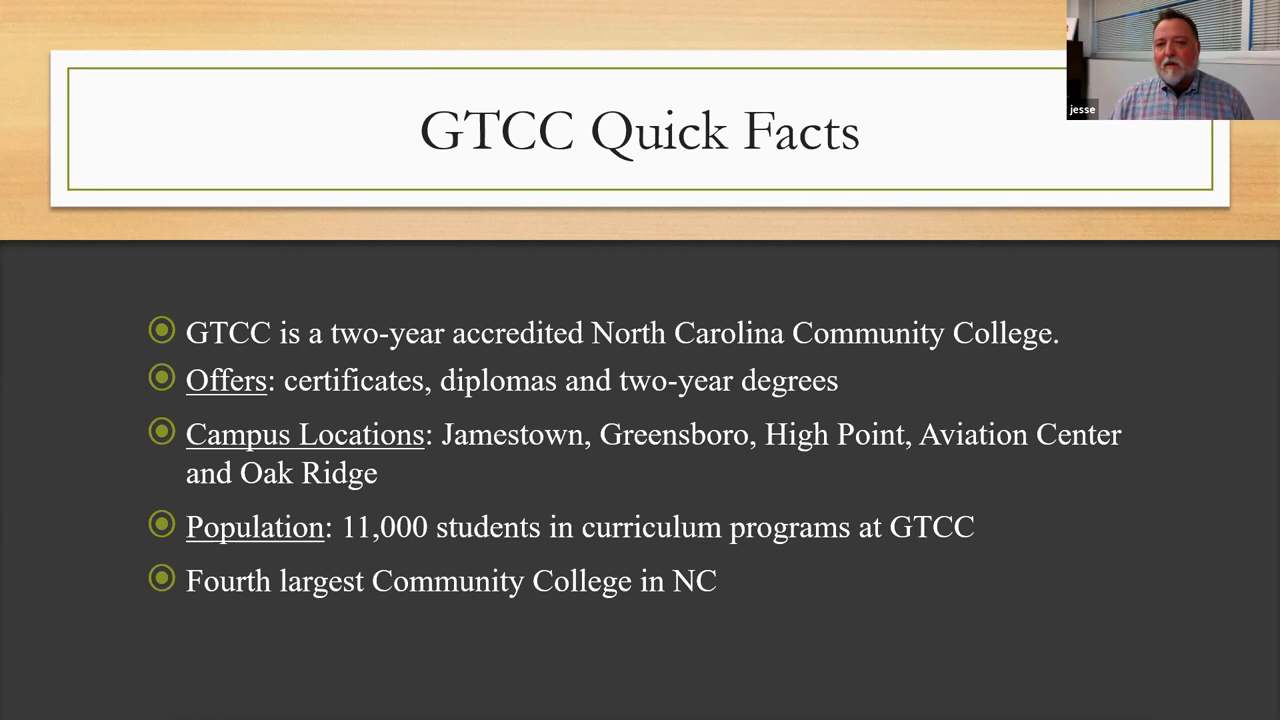 GTCC Quick Facts
jesse
GTCC is a two-year accredited North Carolina Community College.
Offers: certificates, diplomas and two-year degrees
Campus Locations: Jamestown, Greensboro, High Point, Aviation Center
and Oak Ridge
Population: 11,000 students in curriculum programs at GTCC
Fourth largest Community College in NC